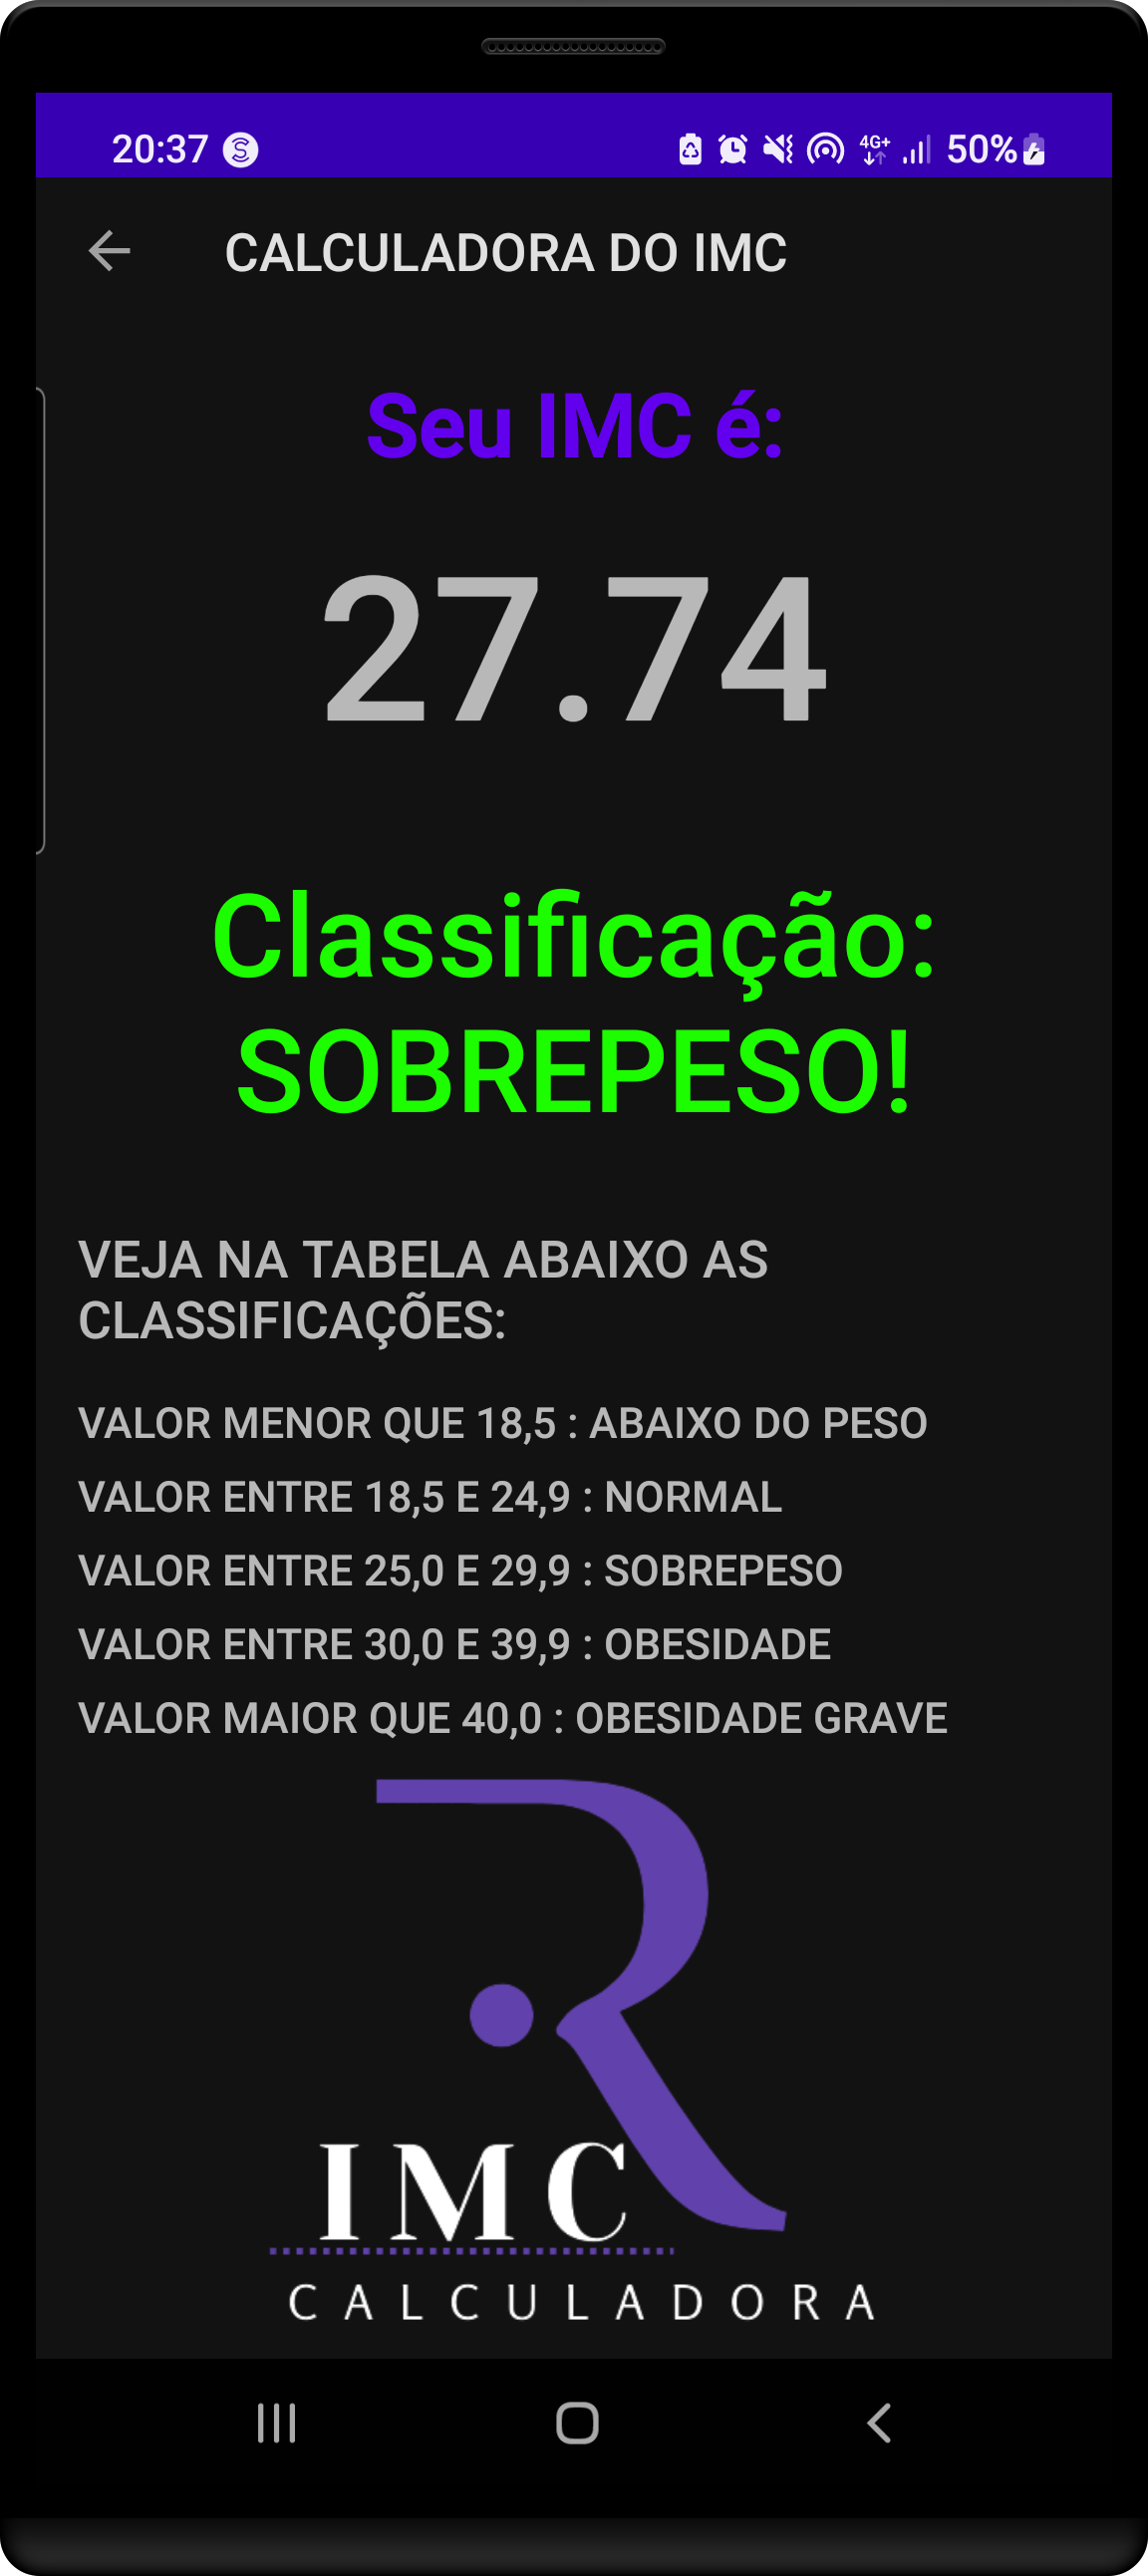 20:37
4G+
50%
CALCULADORA DO IMC
Seu IMC é:
27.74
Classificação:
SOBREPESO!
VEJA NA TABELA ABAIXO AS
CLASSIFICAÇÕES:
VALOR MENOR QUE 18,5 : ABAIXO DO PESO
VALOR ENTRE 18,5 E 24,9 : NORMAL
VALOR ENTRE 25,0 E 29,9 : SOBREPESO
VALOR ENTRE 30,0 E 39,9 : OBESIDADE
VALOR MAIOR QUE 40,0 : OBESIDADE GRAVE
R
IMC
CALCULADORA